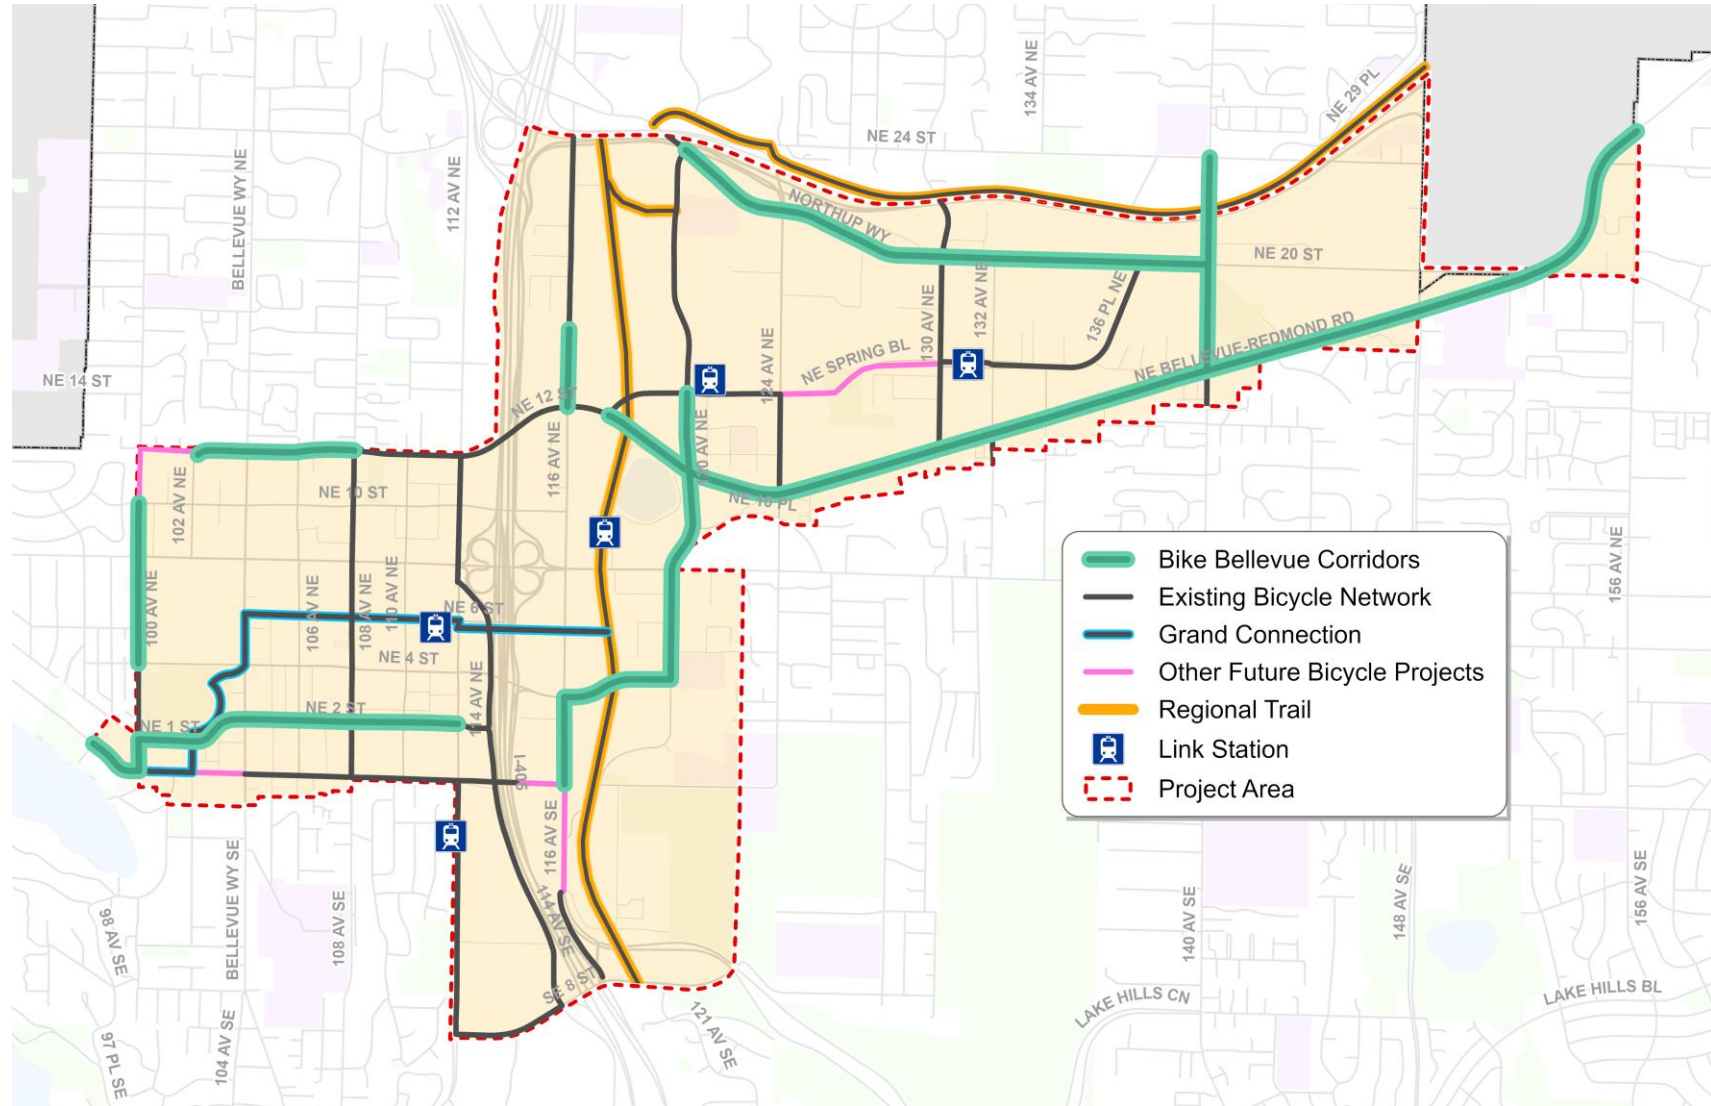 134 AV NE
NE 29 PL
NE 24 ST
BELLEVUE WY NE
112 AV NE
NORTHUP WY
NE 20 ST
132 AV NE
136 PL NE
130 AV NE
NE SPRING BL
124 AV NE
NE BELLEVUE-REDMOND RD
NE 14 ST
NE 12 ST
116 AV NE
120 AV NE
102 AV NE
NE 10 ST
NE 10 PL
100 AV NE
106 AV NE
108 AV NE
110 AV NE
NE 6 ST
NE 4 ST
NE 2 ST
NE 1 ST
114 AV NE
I-405
116 AV SE
114 AV SE
SE 8 ST
Bike Bellevue Corridors
Existing Bicycle Network
Grand Connection
Other Future Bicycle Projects
Regional Trail
Link Station
Project Area
156 AV NE
98 AV SE
BELLEVUE WY SE
108 AV SE
140 AV SE
148 AV SE
156 AV SE
97 PL SE
104 AV SE
121 AV SE
LAKE HILLS CN
LAKE HILLS BL